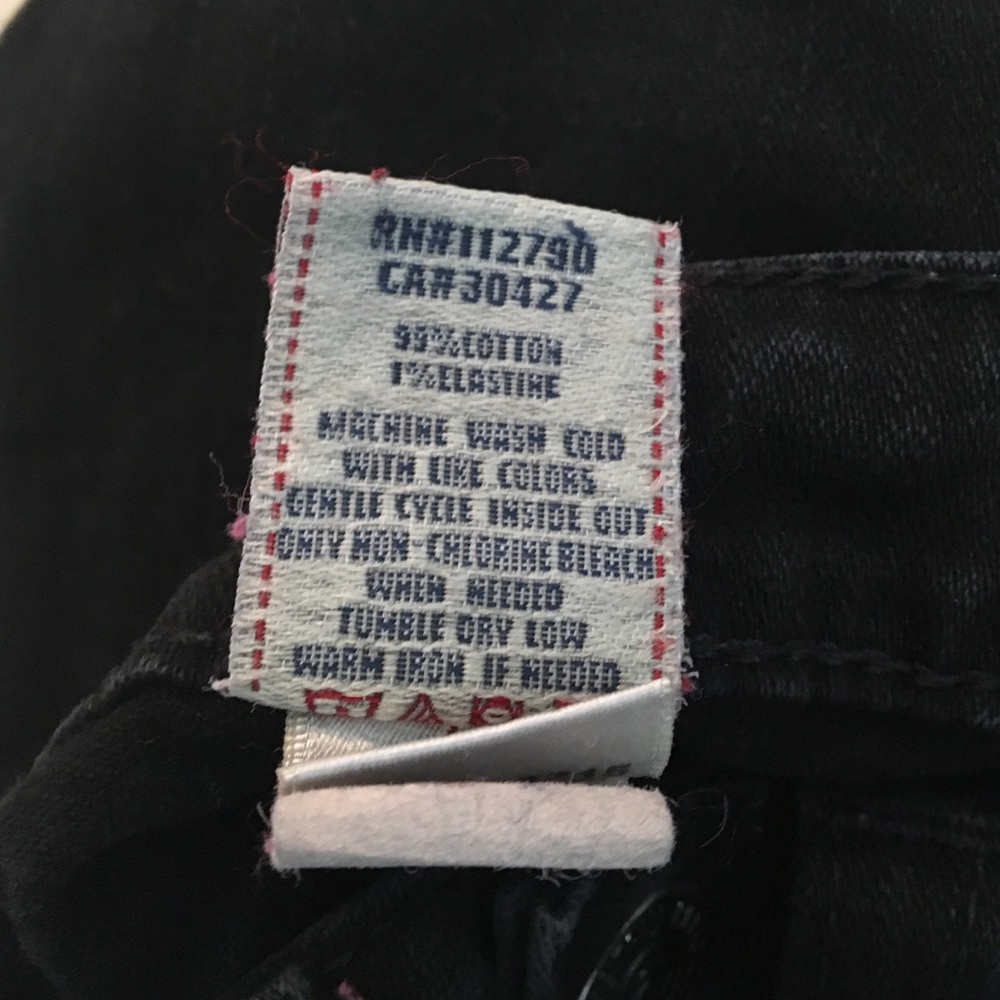 RN#112790
CA#30427
99%COTTON
1%ELASTINE
MACHINE WASH COLD
WITH LIKE COLORS
GENTLE CYCLE INSIDE OUT
ONLY NON-CHLORINE BLEACH
WHEN NEEDED
TUMBLE DRY LOW
WARM IRON IF NEEDED